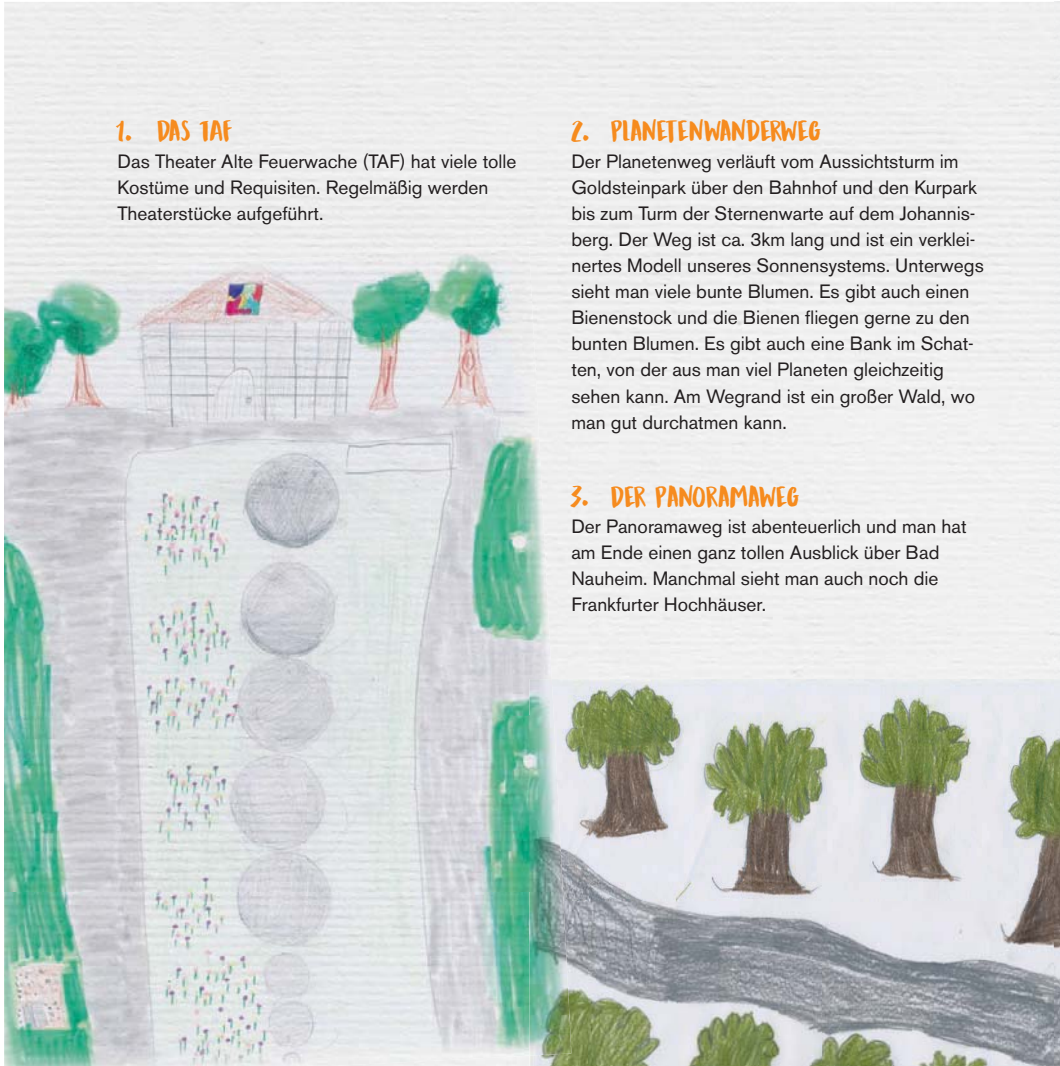 1. DAS TAF
Das Theater Alte Feuerwache (TAF) hat viele tolle
Kostüme und Requisiten. Regelmäßig werden
Theaterstücke aufgeführt.
2. PLANETENWANDERWEG
Der Planetenweg verläuft vom Aussichtsturm im
Goldsteinpark über den Bahnhof und den Kurpark
bis zum Turm der Sternenwarte auf dem Johannis-
berg. Der Weg ist ca. 3km lang und ist ein verklei-
nertes Modell unseres Sonnensystems. Unterwegs
sieht man viele bunte Blumen. Es gibt auch einen
Bienenstock und die Bienen fliegen gerne zu den
bunten Blumen. Es gibt auch eine Bank im Schat-
ten, von der aus man viel Planeten gleichzeitig
sehen kann. Am Wegrand ist ein großer Wald, wo
man gut durchatmen kann.
3. DER PANORAMAWEG
Der Panoramaweg ist abenteuerlich und man hat
am Ende einen ganz tollen Ausblick über Bad
Nauheim. Manchmal sieht man auch noch die
Frankfurter Hochhäuser.